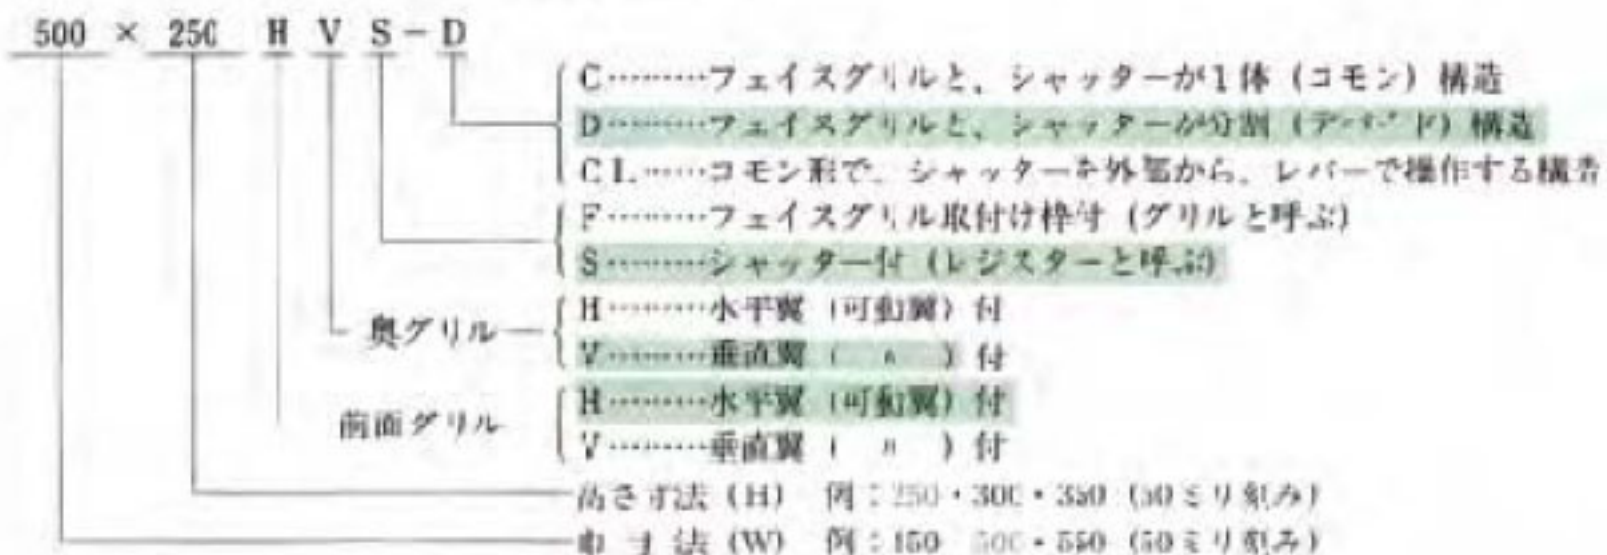 500 × 250 H V S-D
C………フェイスグリルと、シャッターが1体 (コモン) 構造
D………フェイスグリルと、シャッターが分割 (デバイド) 構造
CL……コモン形で、シャッターを外部から、レバーで操作する構造
F………フェイスグリル取付け枠付 (グリルと呼ぶ)
S………シャッター付 (レジスターと呼ぶ)
奥グリル
H………水平翼 (可動翼) 付
V………垂直翼 ( 〃 ) 付
前面グリル
H………水平翼 (可動翼) 付
V………垂直翼 ( 〃 ) 付
高さ寸法 (H) 例:250・300・350 (50ミリ刻み)
巾寸法 (W) 例: 500・550 (50ミリ刻み)